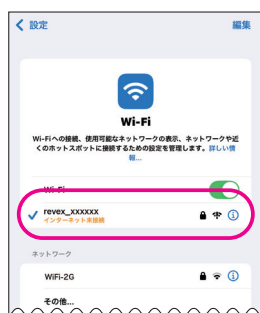 設定
編集
Wi-Fi
Wi-Fiへの接続、使用可能なネットワークの表示、ネットワークや近
くのホットスポットに接続するための設定を管理します。詳しい情
報...
Wi-Fi
revex_xxxxxx
インターネット未接続
ネットワーク
WiFi-2G
その他...